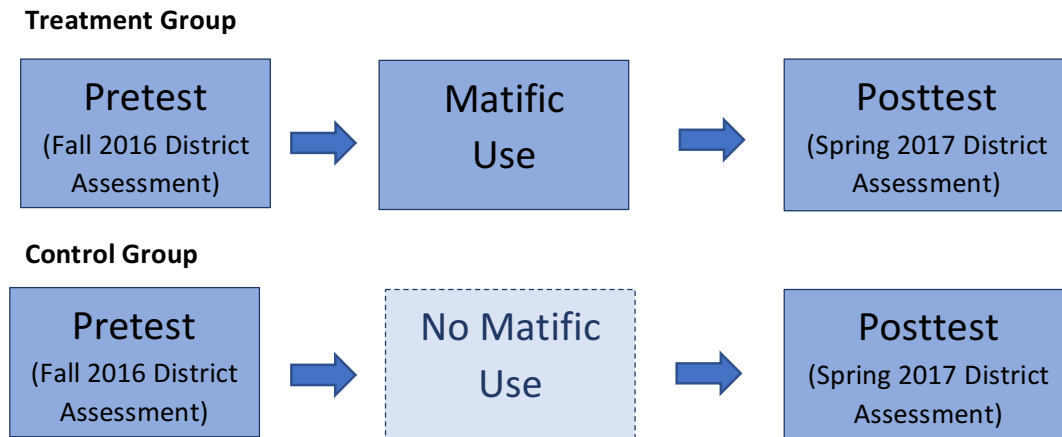 Treatment Group
Pretest
(Fall 2016 District
Assessment)
Matific
Use
Posttest
(Spring 2017 District
Assessment)
Control Group
Pretest
(Fall 2016 District
Assessment)
No Matific
Use
Posttest
(Spring 2017 District
Assessment)